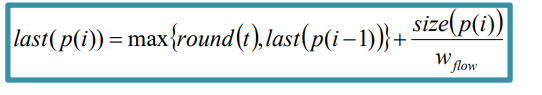 last(p(i)) = max{round(t), last(p(i−1))} + size(p(i)) / w_flow